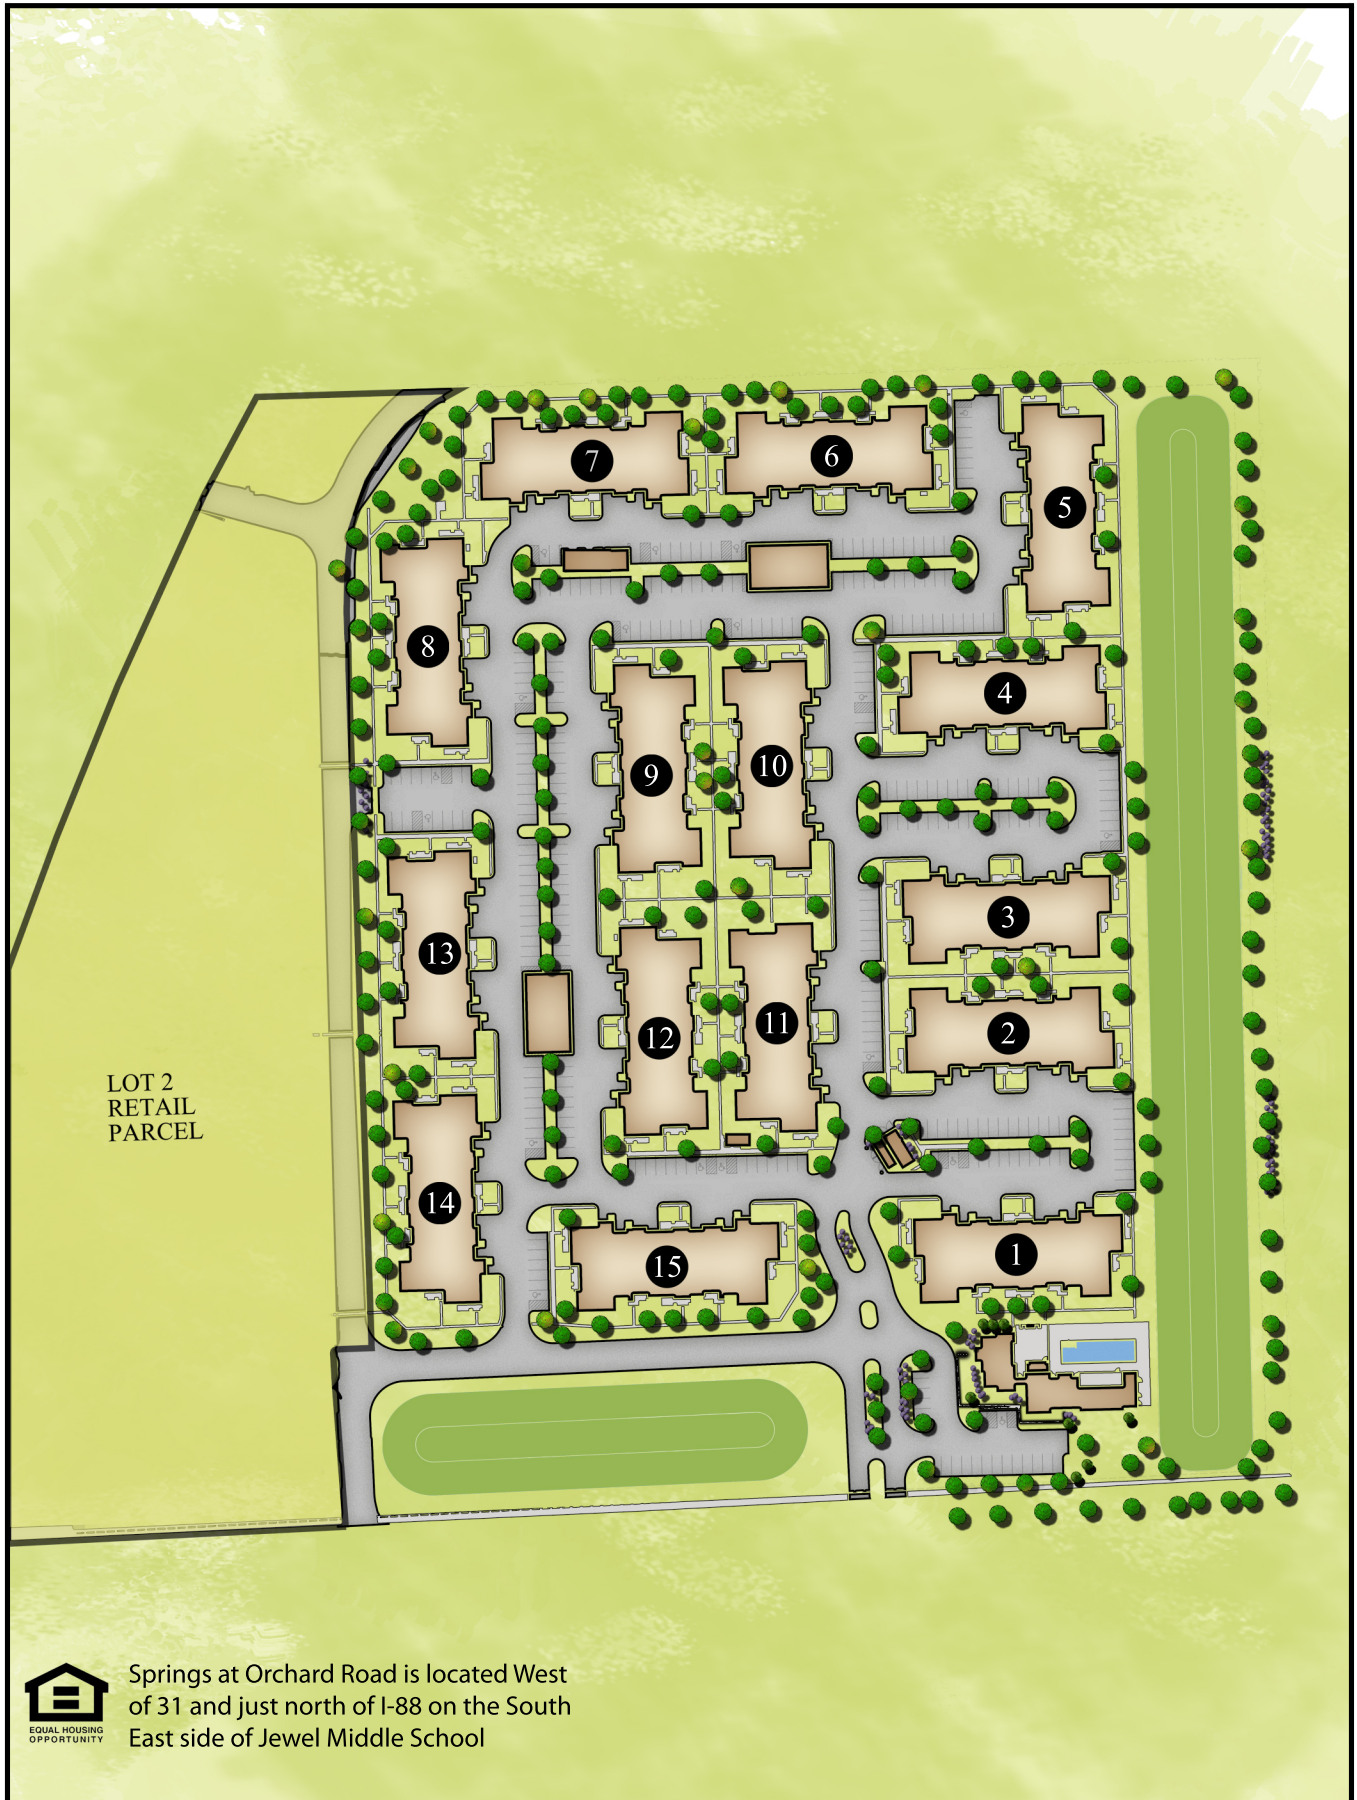 7
6
5
8
4
9
10
3
13
2
11
12
LOT 2
RETAIL
PARCEL
14
1
15
Springs at Orchard Road is located West
of 31 and just north of I-88 on the South
East side of Jewel Middle School
EQUAL HOUSING
OPPORTUNITY